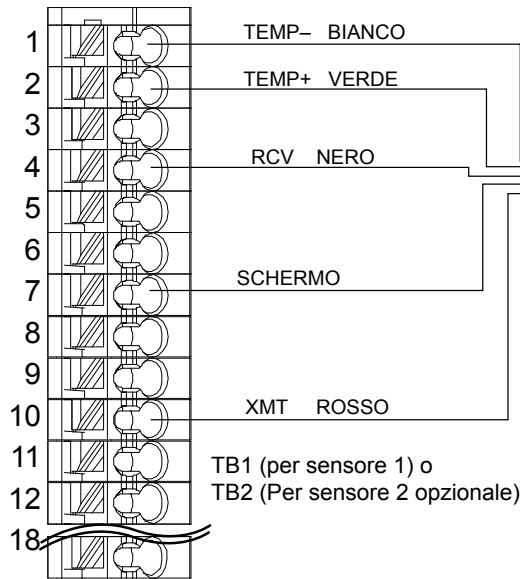 1 TEMP– BIANCO
2 TEMP+ VERDE
3
4 RCV NERO
5
6
7 SCHERMO
8
9
10 XMT ROSSO
11
12
TB1 (per sensore 1) o
TB2 (Per sensore 2 opzionale)
18